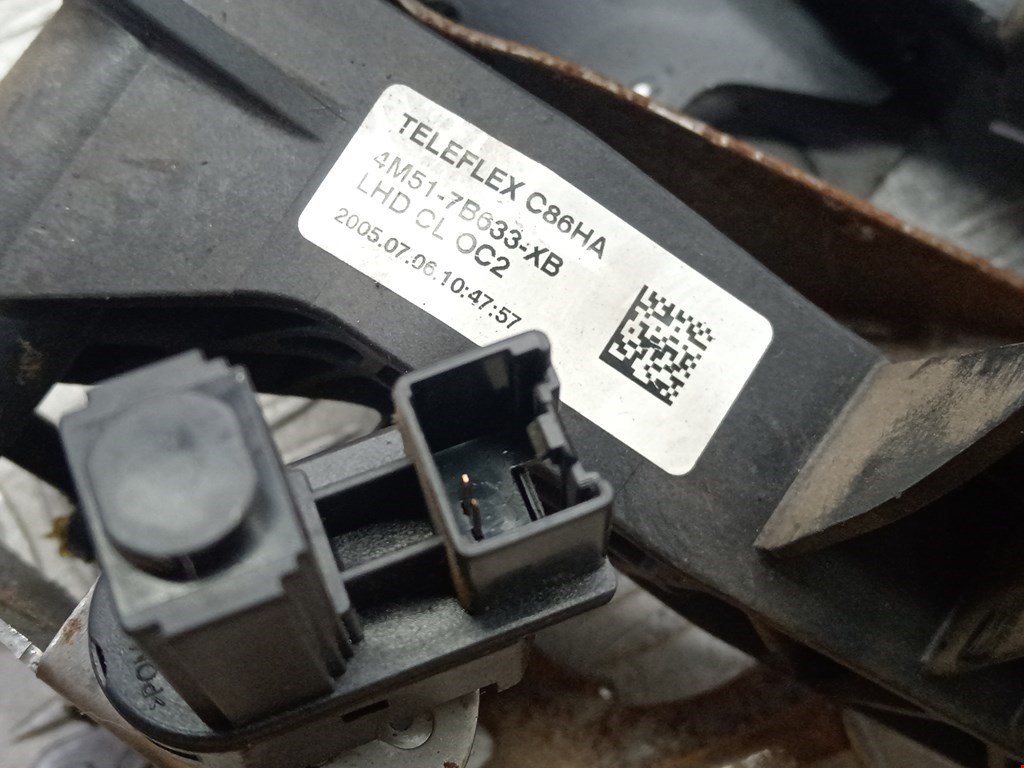 TELEFLEX C86HA
4M51-7B633-XB
LHD CL OC2
2005.07.06.10:47:57